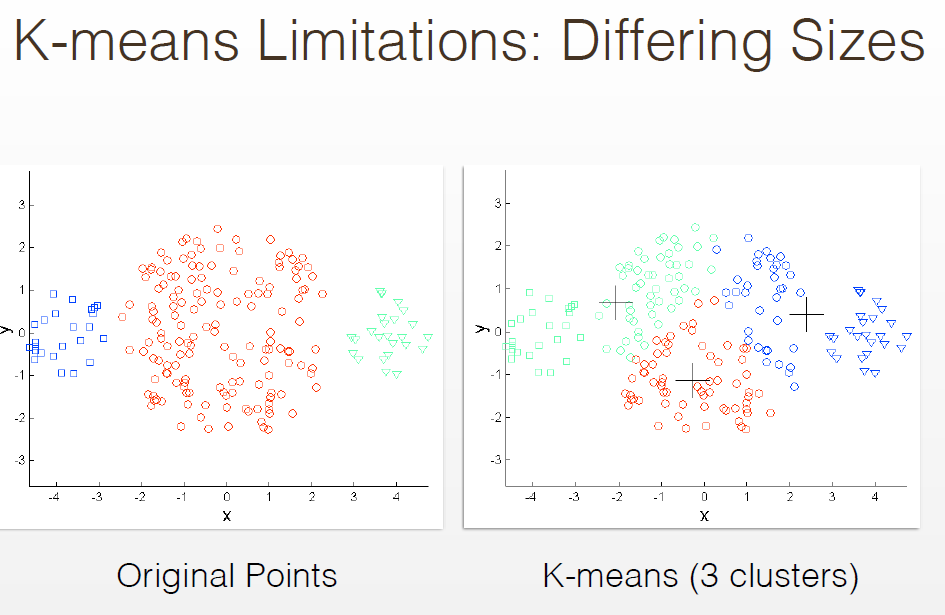 K-means Limitations: Differing Sizes
3
2
1
0
-1
-2
-3
y
-4 -3 -2 -1 0 1 2 3 4
x
Original Points
3
2
1
0
-1
-2
-3
y
-4 -3 -2 -1 0 1 2 3 4
x
K-means (3 clusters)